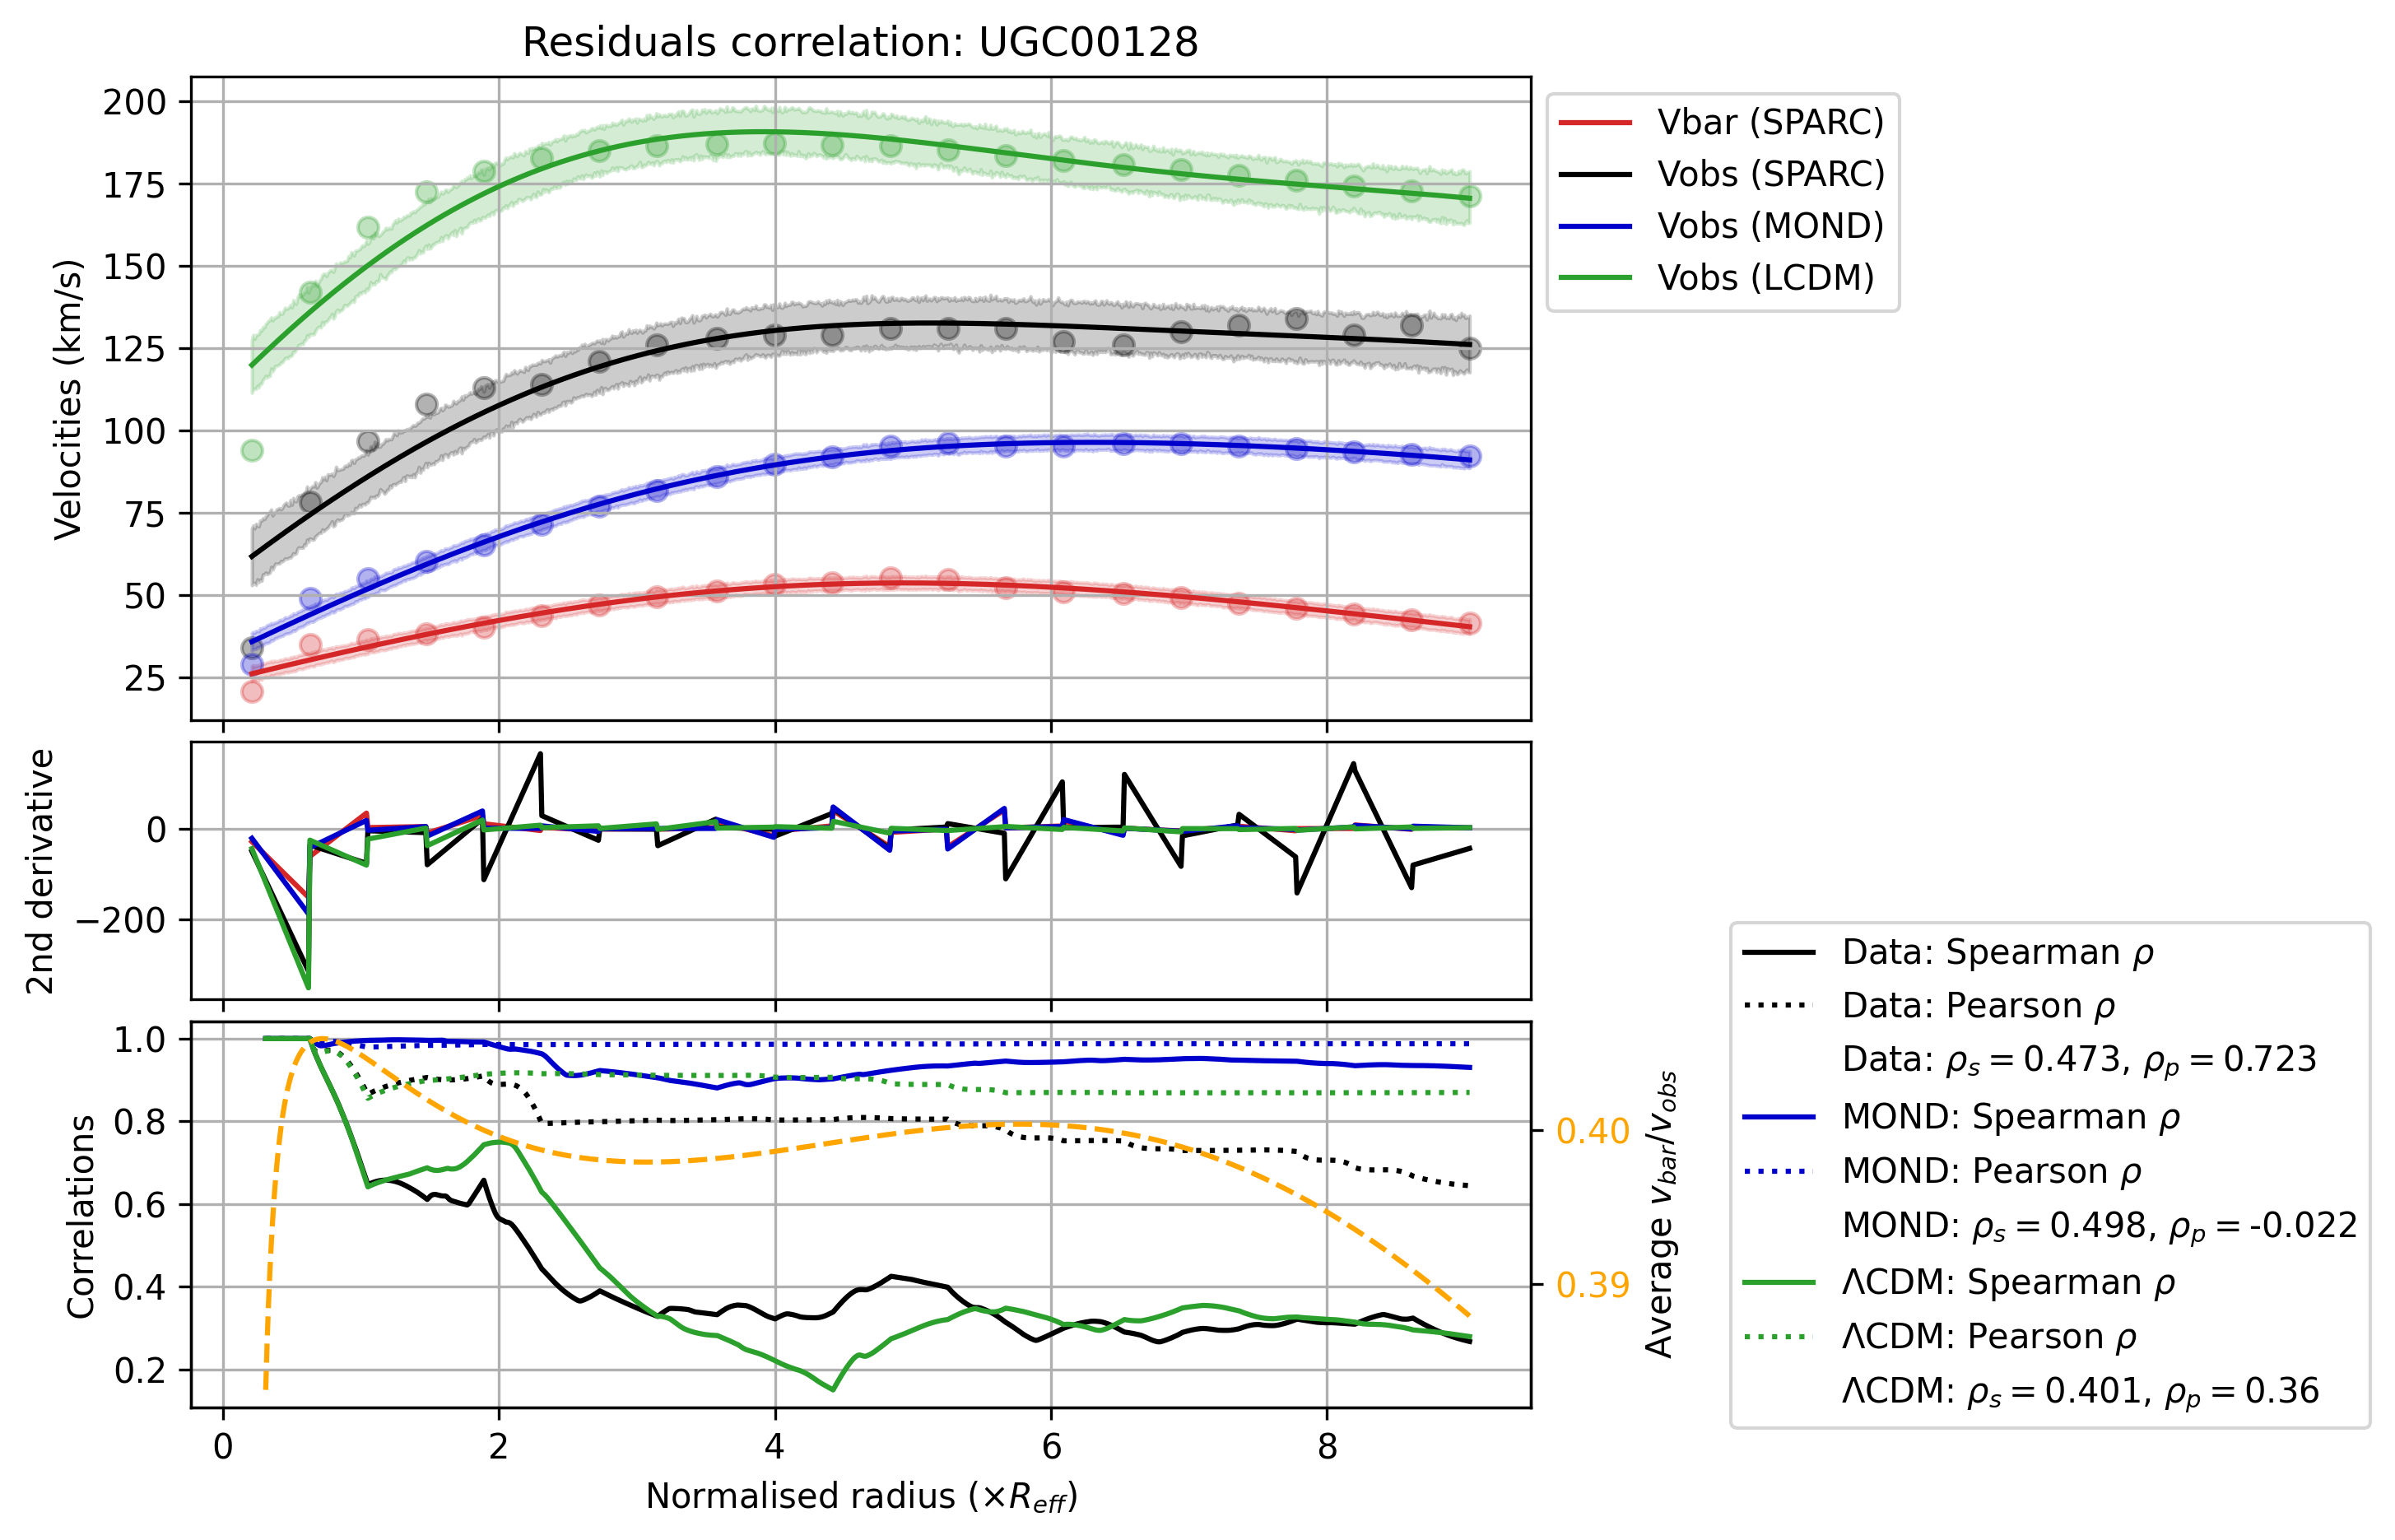 Residuals correlation: UGC00128
Velocities (km/s)
200
175
150
125
100
75
50
25
Vbar (SPARC)
Vobs (SPARC)
Vobs (MOND)
Vobs (LCDM)
2nd derivative
0
−200
Correlations
1.0
0.8
0.6
0.4
0.2
0.40
0.39
Average v_{bar}/v_{obs}
0 2 4 6 8
Normalised radius (×R_{eff})
Data: Spearman ρ
Data: Pearson ρ
Data: ρ_s = 0.473, ρ_p = 0.723
MOND: Spearman ρ
MOND: Pearson ρ
MOND: ρ_s = 0.498, ρ_p = -0.022
ΛCDM: Spearman ρ
ΛCDM: Pearson ρ
ΛCDM: ρ_s = 0.401, ρ_p = 0.36